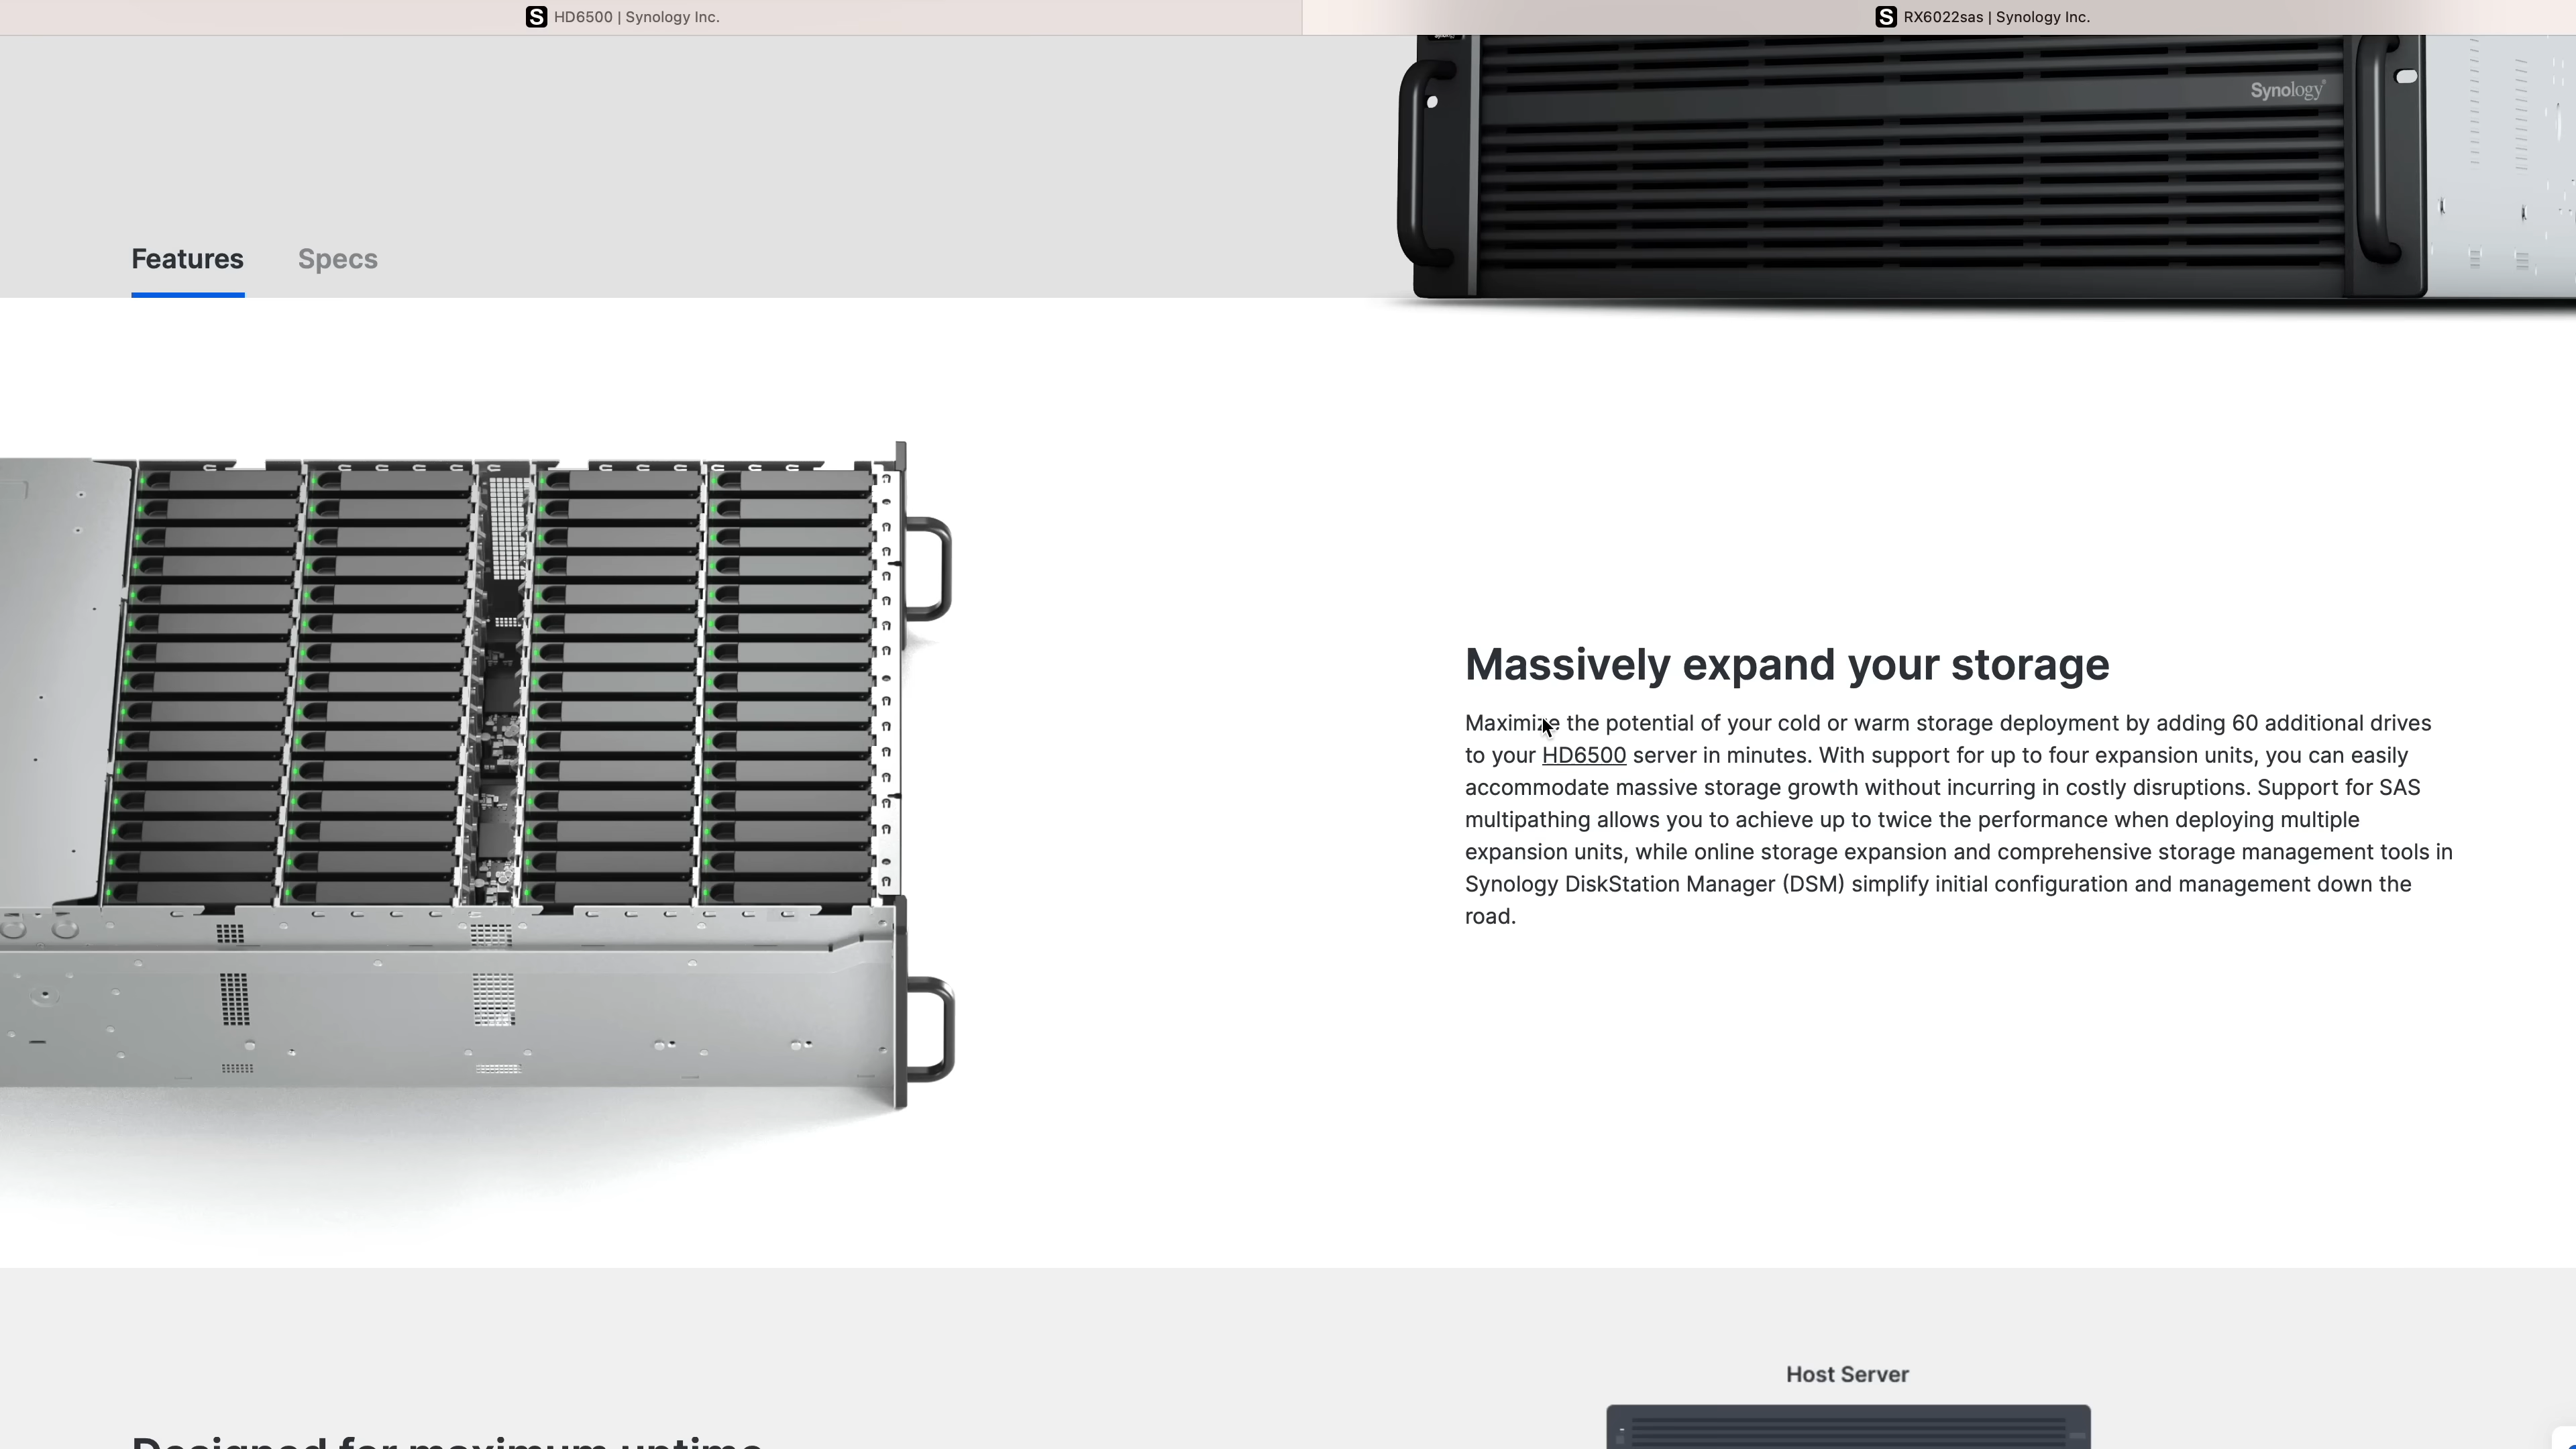 HD6500 | Synology Inc.
RX6022sas | Synology Inc.
Synology
Features
Specs
Massively expand your storage
Maximize the potential of your cold or warm storage deployment by adding 60 additional drives
to your HD6500 server in minutes. With support for up to four expansion units, you can easily
accommodate massive storage growth without incurring in costly disruptions. Support for SAS
multipathing allows you to achieve up to twice the performance when deploying multiple
expansion units, while online storage expansion and comprehensive storage management tools in
Synology DiskStation Manager (DSM) simplify initial configuration and management down the
road.
Host Server
Designed for maximum uptime